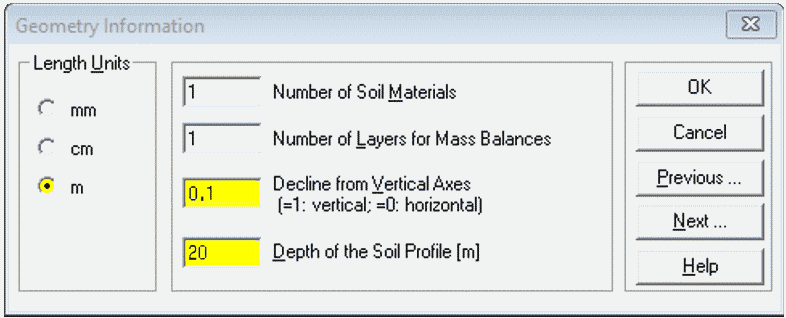 Geometry Information
Length Units
mm
cm
m
1 Number of Soil Materials
1 Number of Layers for Mass Balances
0.1 Decline from Vertical Axes
(=1: vertical; =0: horizontal)
20 Depth of the Soil Profile [m]
OK
Cancel
Previous ...
Next ...
Help